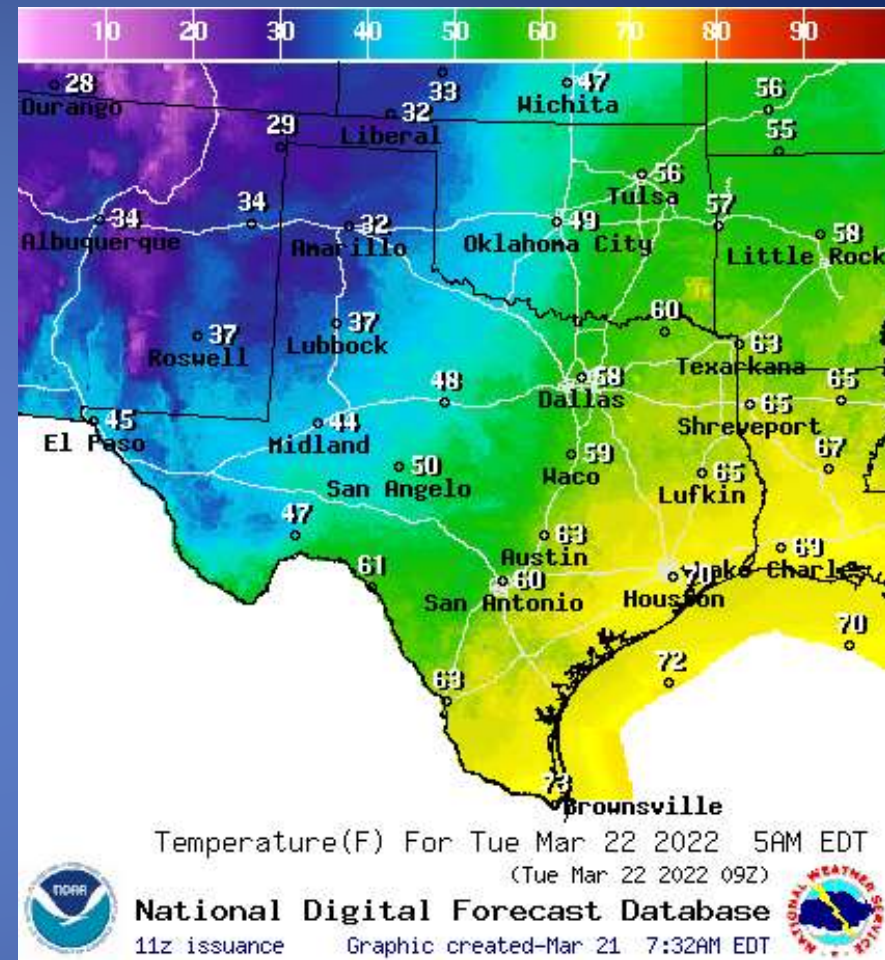 10 20 30 40 50 60 70 80 90
28 33 47 56
Durango Wichita
29 32 55
Liberal
56
Tulsa
34 34 32 49 57 58
Albuquerque Amarillo Oklahoma City Little Rock
37 37 60 63
Roswell Lubbock Texarkana
58
48 Dallas 65 65
45 44 Shreveport
El Paso Midland
50 59 65 67
San Angelo Waco Lufkin
47 63 69
Austin Lake Charles
61 60 70
San Antonio Houston
70
63 72
73
Brownsville
Temperature(F) For Tue Mar 22 2022 5AM EDT
(Tue Mar 22 2022 09Z)
NOAA
National Digital Forecast Database
11z issuance Graphic created-Mar 21 7:32AM EDT
NATIONAL WEATHER SERVICE